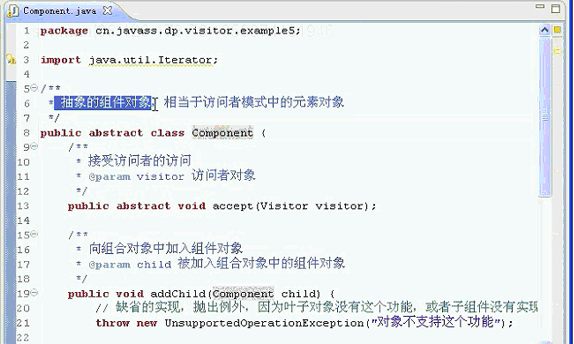 Component.java
1 package cn.javass.dp.visitor.example5;
2
3 import java.util.Iterator;
4
5 /**
6 * 抽象的组件对象，相当于访问者模式中的元素对象
7 */
8 public abstract class Component {
9 /**
10 * 接受访问者的访问
11 * @param visitor 访问者对象
12 */
13 public abstract void accept(Visitor visitor);
14
15 /**
16 * 向组合对象中加入组件对象
17 * @param child 被加入组合对象中的组件对象
18 */
19 public void addChild(Component child) {
20 // 缺省的实现，抛出例外，因为叶子对象没有这个功能，或者子组件没有实现
21 throw new UnsupportedOperationException("对象不支持这个功能");
22 }